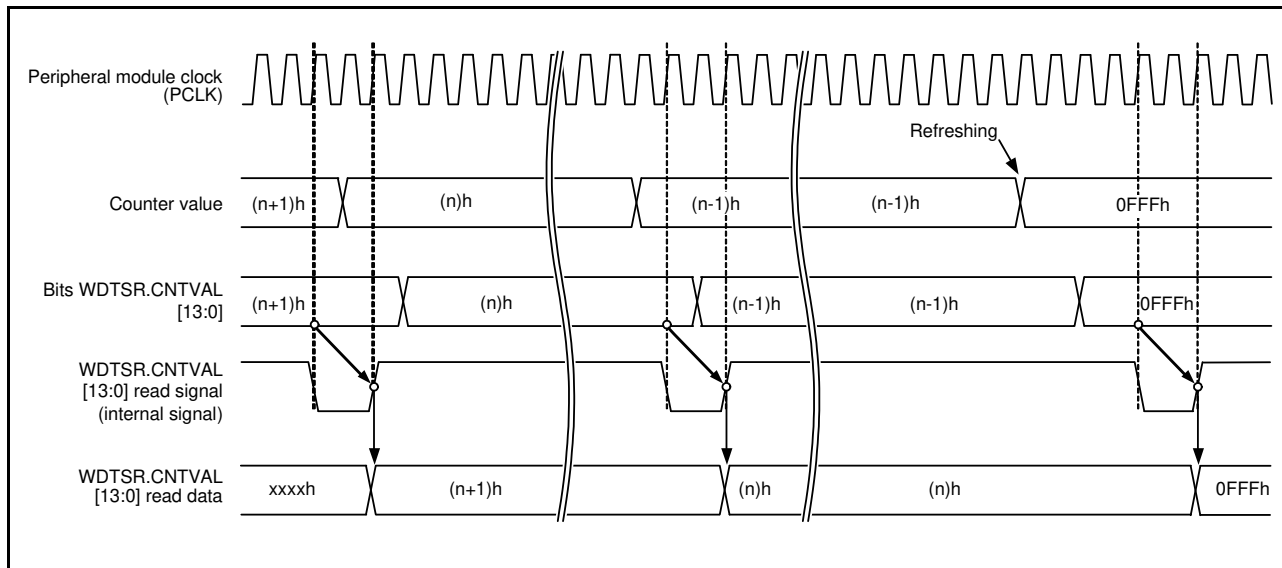 Peripheral module clock
(PCLK)
Refreshing
Counter value
(n+1)h
(n)h
(n-1)h
(n-1)h
0FFFh
Bits WDTSR.CNTVAL
[13:0]
(n+1)h
(n)h
(n-1)h
(n-1)h
0FFFh
WDTSR.CNTVAL
[13:0] read signal
(internal signal)
WDTSR.CNTVAL
[13:0] read data
xxxxh
(n+1)h
(n)h
(n)h
0FFFh